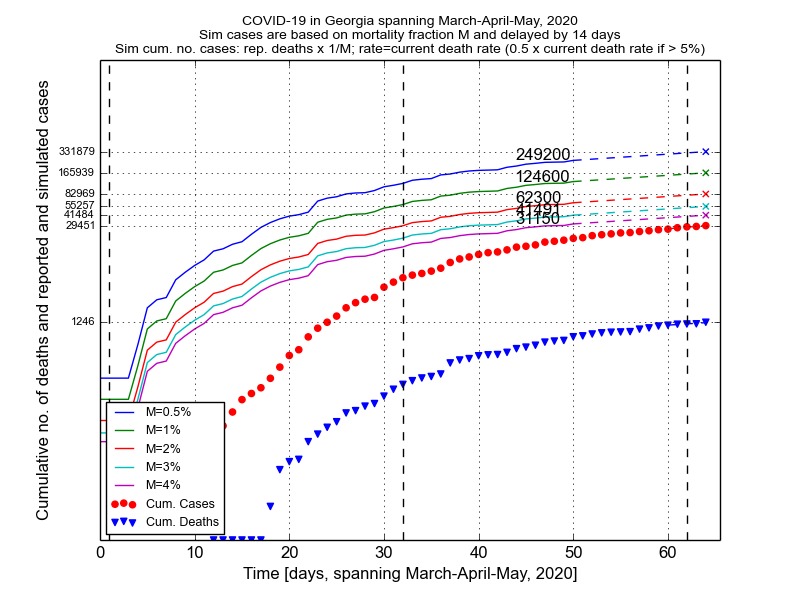 COVID-19 in Georgia spanning March-April-May, 2020
Sim cases are based on mortality fraction M and delayed by 14 days
Sim cum. no. cases: rep. deaths x 1/M; rate=current death rate (0.5 x current death rate if > 5%)
Cumulative no. of deaths and reported and simulated cases
331879
165939
82969
55257
41484
29451
1246
249200
124600
62300
41491
31150
M=0.5%
M=1%
M=2%
M=3%
M=4%
Cum. Cases
Cum. Deaths
0 10 20 30 40 50 60
Time [days, spanning March-April-May, 2020]